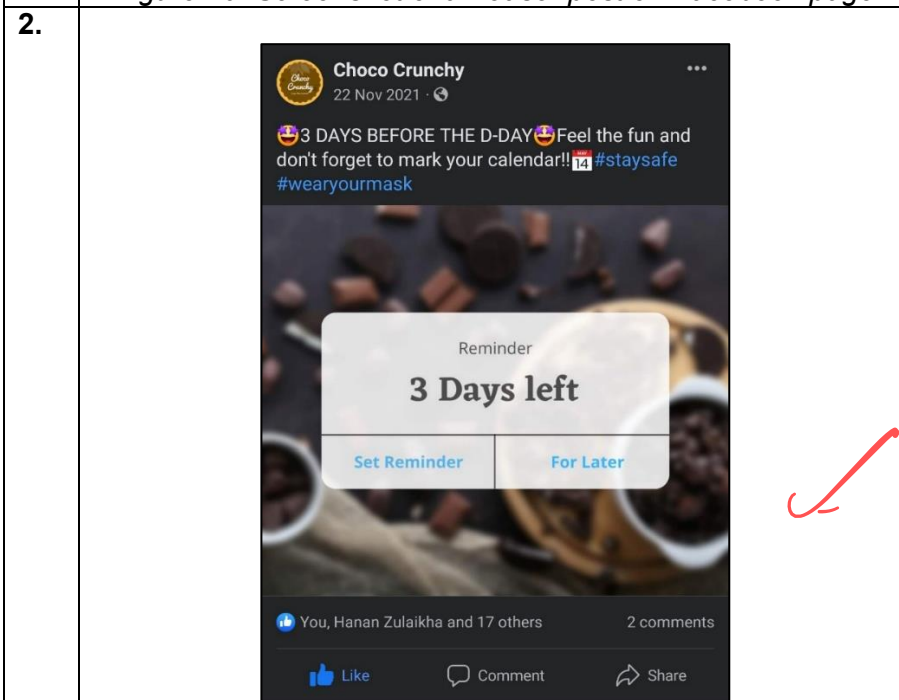 2.
Choco Crunchy
22 Nov 2021 ·
🤩3 DAYS BEFORE THE D-DAY🤩Feel the fun and
don't forget to mark your calendar!!📅#staysafe
#wearyourmask
Reminder
3 Days left
Set Reminder For Later
You, Hanan Zulaikha and 17 others 2 comments
Like Comment Share